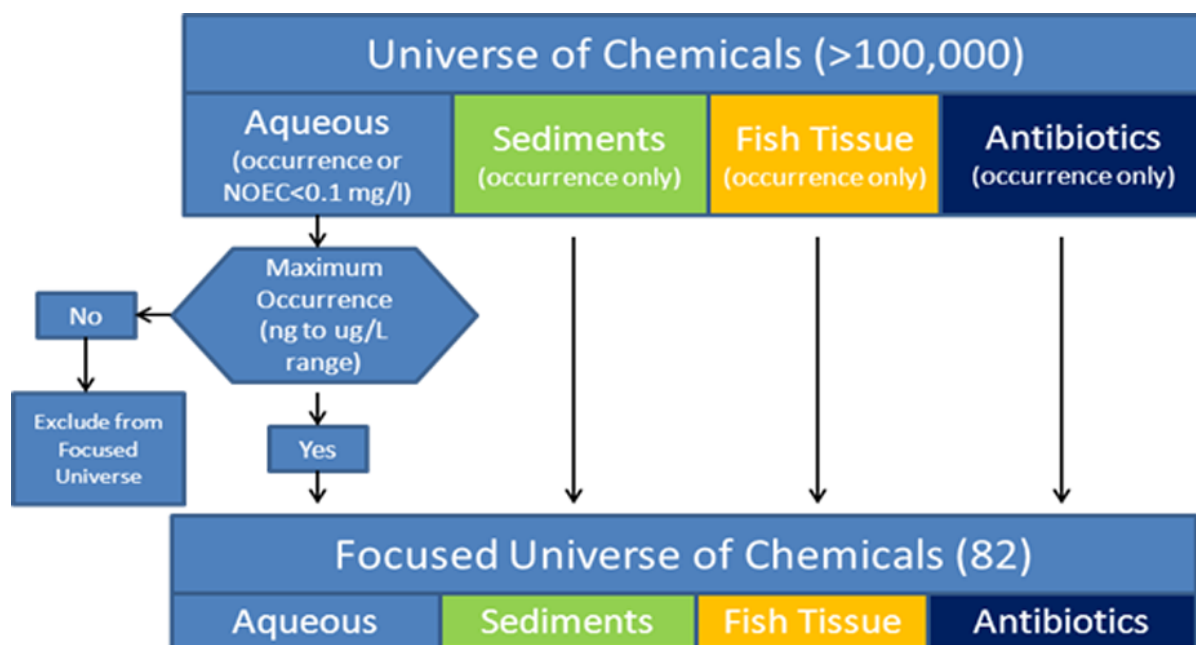 Universe of Chemicals (>100,000)
Aqueous
(occurrence or
NOEC<0.1 mg/l)
Sediments
(occurrence only)
Fish Tissue
(occurrence only)
Antibiotics
(occurrence only)
Maximum
Occurrence
(ng to ug/L
range)
No
Exclude from
Focused
Universe
Yes
Focused Universe of Chemicals (82)
Aqueous
Sediments
Fish Tissue
Antibiotics